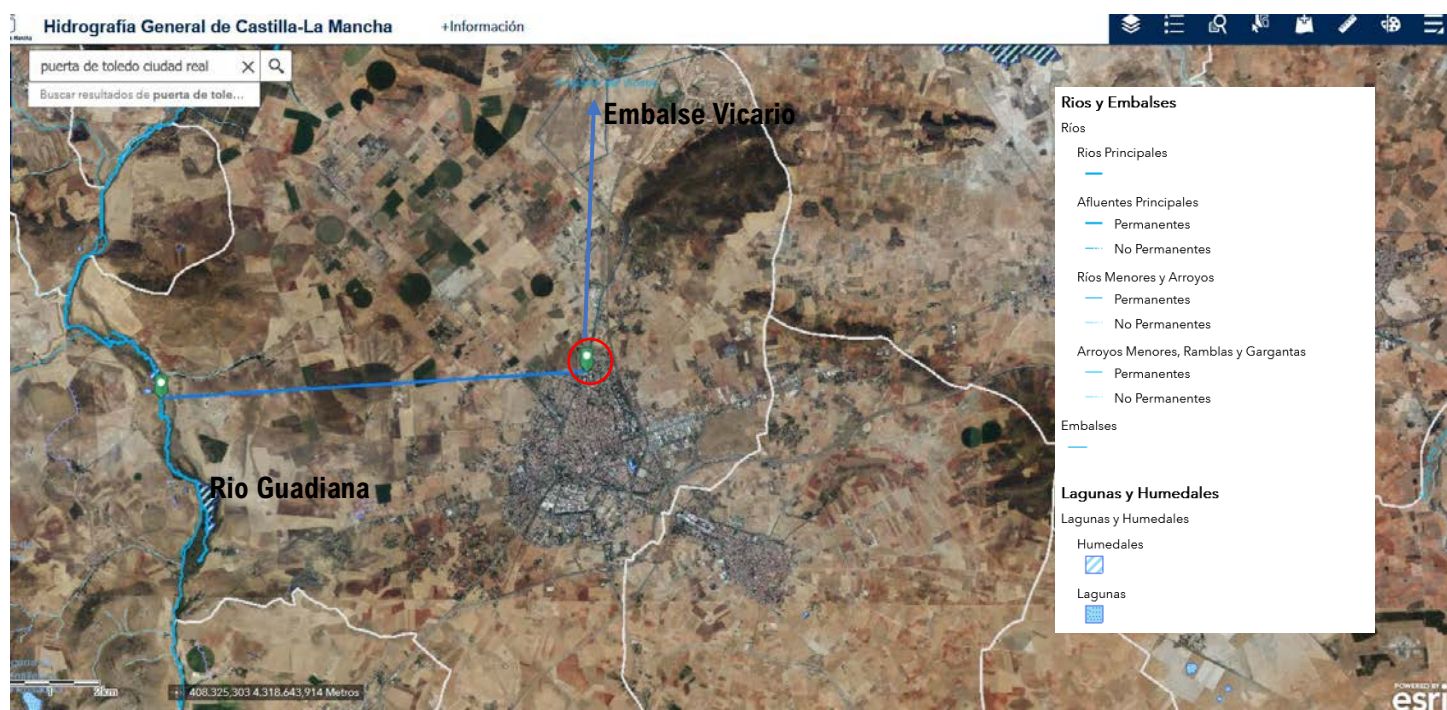 Hidrografía General de Castilla-La Mancha
+Información
puerta de toledo ciudad real
Buscar resultados de puerta de tole...
Embalse Vicario
Rio Guadiana
Rios y Embalses
Ríos
Rios Principales
Afluentes Principales
Permanentes
No Permanentes
Ríos Menores y Arroyos
Permanentes
No Permanentes
Arroyos Menores, Ramblas y Gargantas
Permanentes
No Permanentes
Embalses
Lagunas y Humedales
Lagunas y Humedales
Humedales
Lagunas
1 2km
408.325,303 4.318.643,914 Metros
POWERED BY
esri